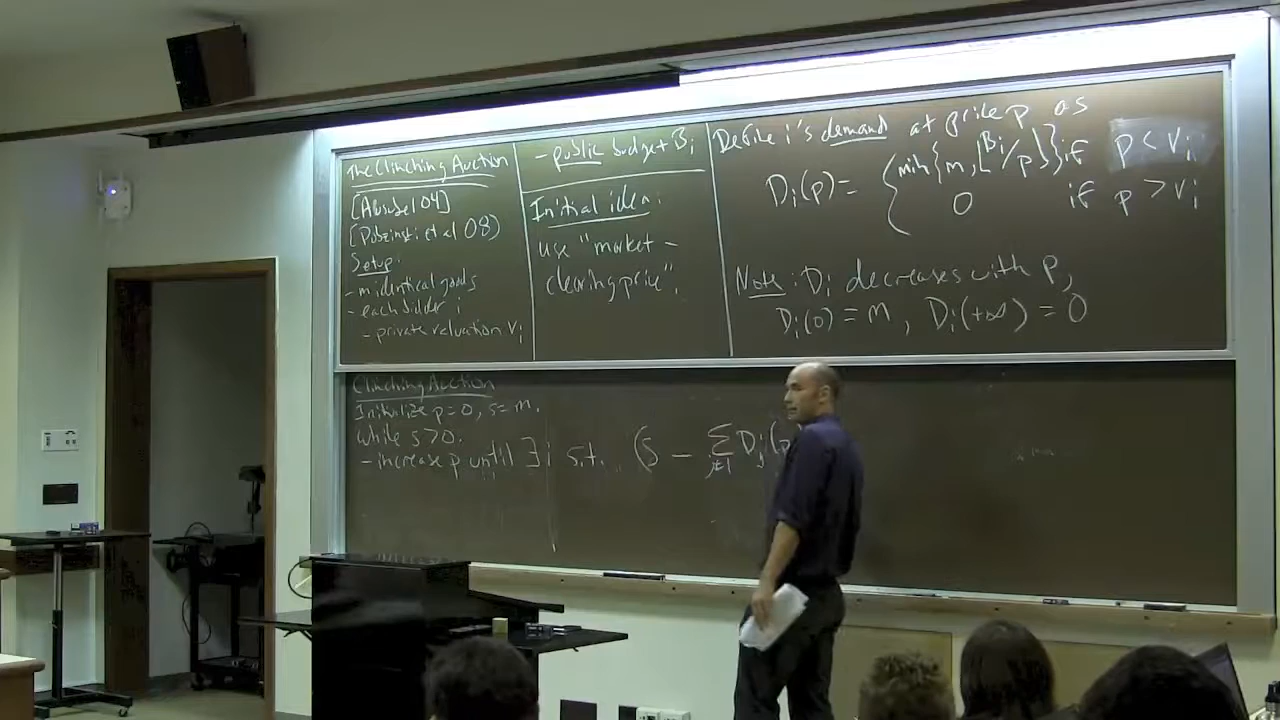 The Clinching Auction
[Ausubel 04]
[Dobzinski et al 08)
Setup:
- m identical goods
- each bidder i
- private valuation Vi
- public budget Bi
Initial idea:
use "market-
clearing price".
Define i's demand at price p as
Di(p) = { min{m, ⌊Bi/p⌋} if p < Vi
0 if p > Vi
Note: Di decreases with p,
Di(0) = m, Di(+∞) = 0
Clinching Auction
Initialize p=0, s=m.
While s>0:
- increase p until ∃i s.t. (s - Σj≠i Dj(p)